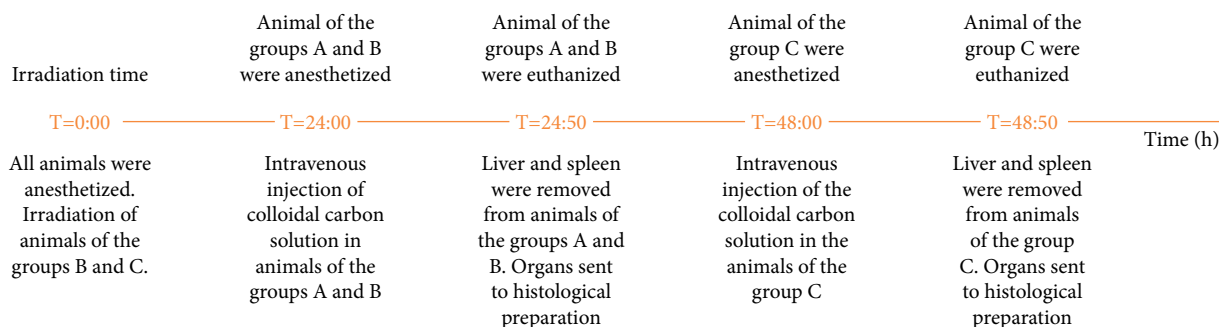 Irradiation time
Animal of the
groups A and B
were anesthetized
Animal of the
groups A and B
were euthanized
Animal of the
group C were
anesthetized
Animal of the
group C were
euthanized
T=0:00
T=24:00
T=24:50
T=48:00
T=48:50
Time (h)
All animals were
anesthetized.
Irradiation of
animals of the
groups B and C.
Intravenous
injection of
colloidal carbon
solution in
animals of the
groups A and B
Liver and spleen
were removed
from animals of
the groups A and
B. Organs sent
to histological
preparation
Intravenous
injection of the
colloidal carbon
solution in the
animals of the
group C
Liver and spleen
were removed
from animals
of the group
C. Organs sent
to histological
preparation